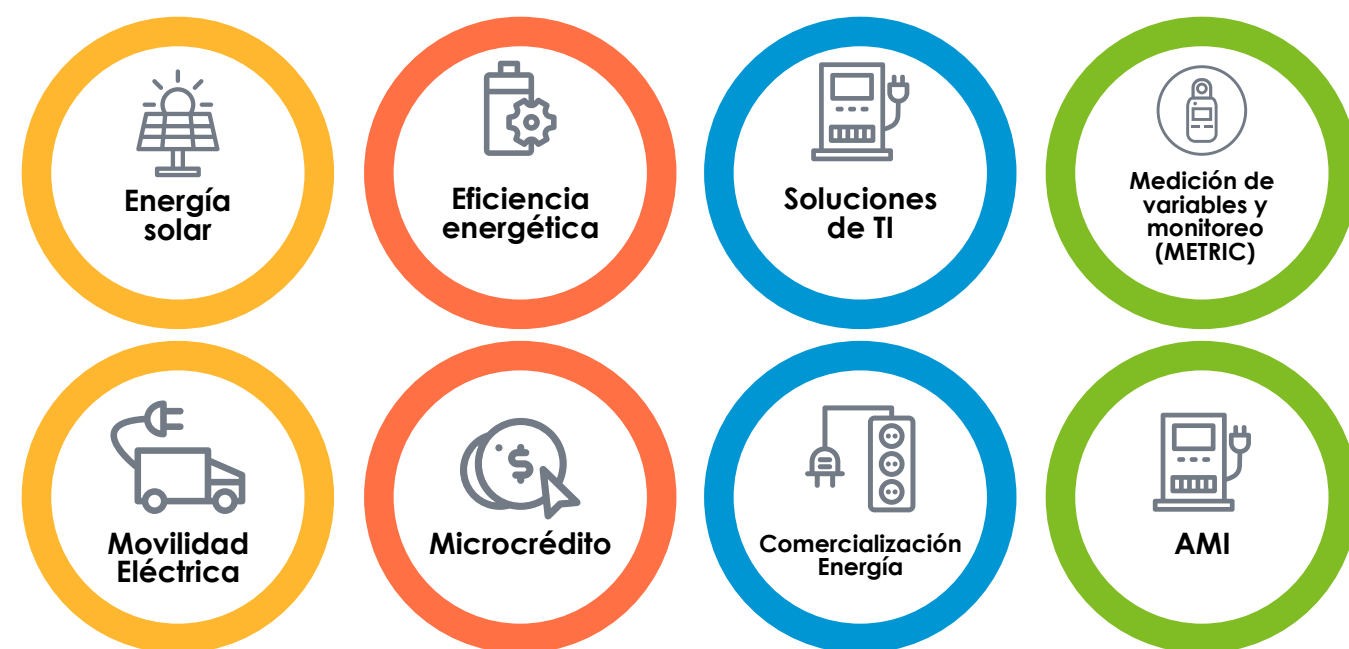 Energía
solar
Eficiencia
energética
Soluciones
de TI
Medición de
variables y
monitoreo
(METRIC)
Movilidad
Eléctrica
$
Microcrédito
Comercialización
Energía
AMI